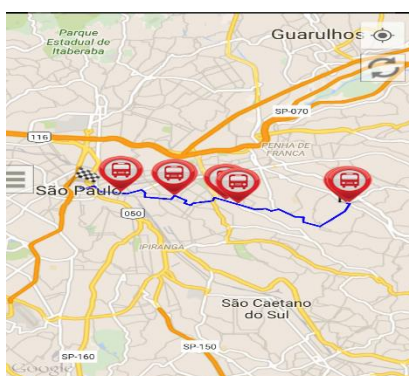 Parque
Estadual de
Itaberaba
Guarulhos
SP-070
116
PENHA DE
FRANÇA
São Paulo
050
IPIRANGA
São Caetano
do Sul
SP-150
SP-160
Google